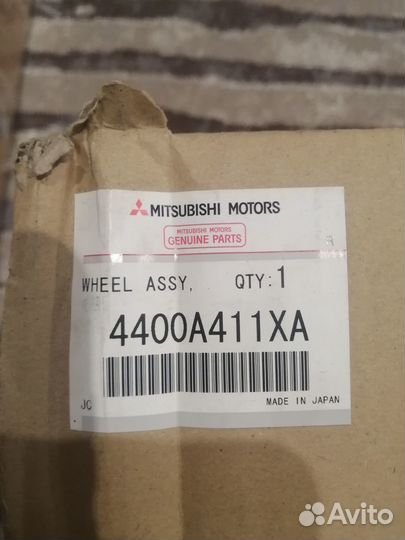 MITSUBISHI MOTORS
MITSUBISHI MOTORS
GENUINE PARTS
WHEEL ASSY, QTY:1
4400A411XA
JC MADE IN JAPAN
Avito